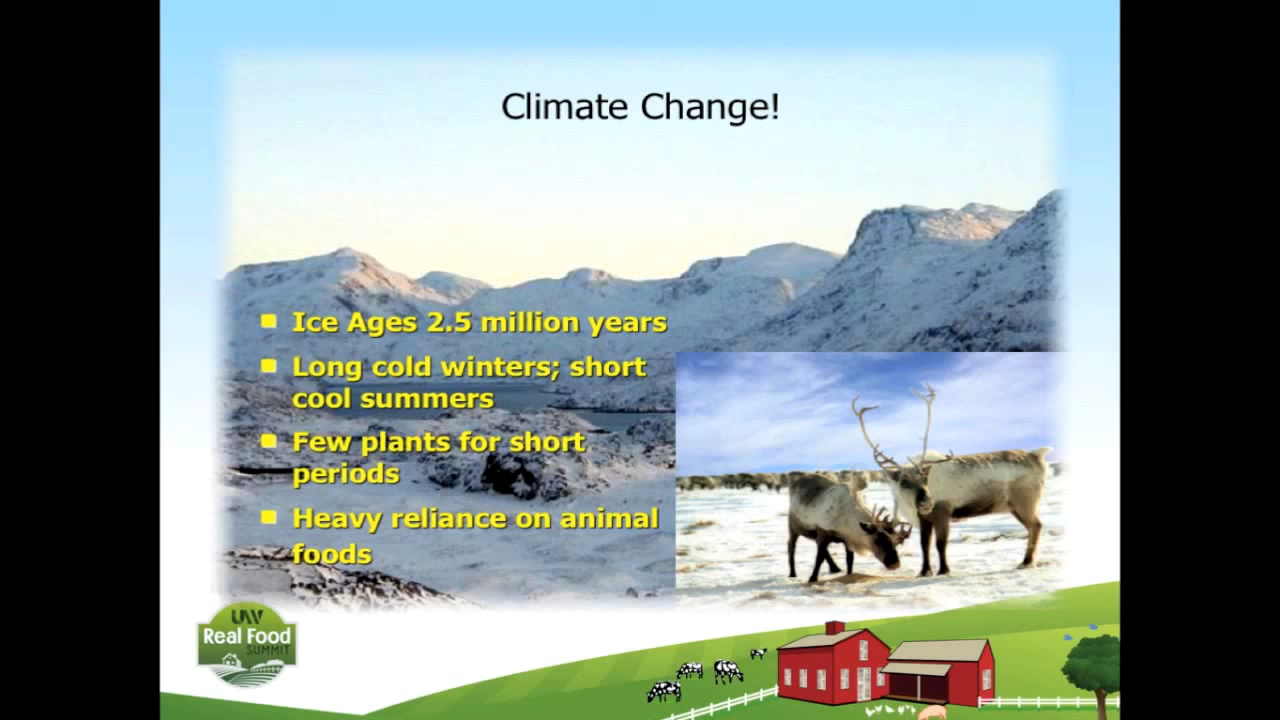 Climate Change!
Ice Ages 2.5 million years
Long cold winters; short
cool summers
Few plants for short
periods
Heavy reliance on animal
foods
UW
Real Food
SUMMIT